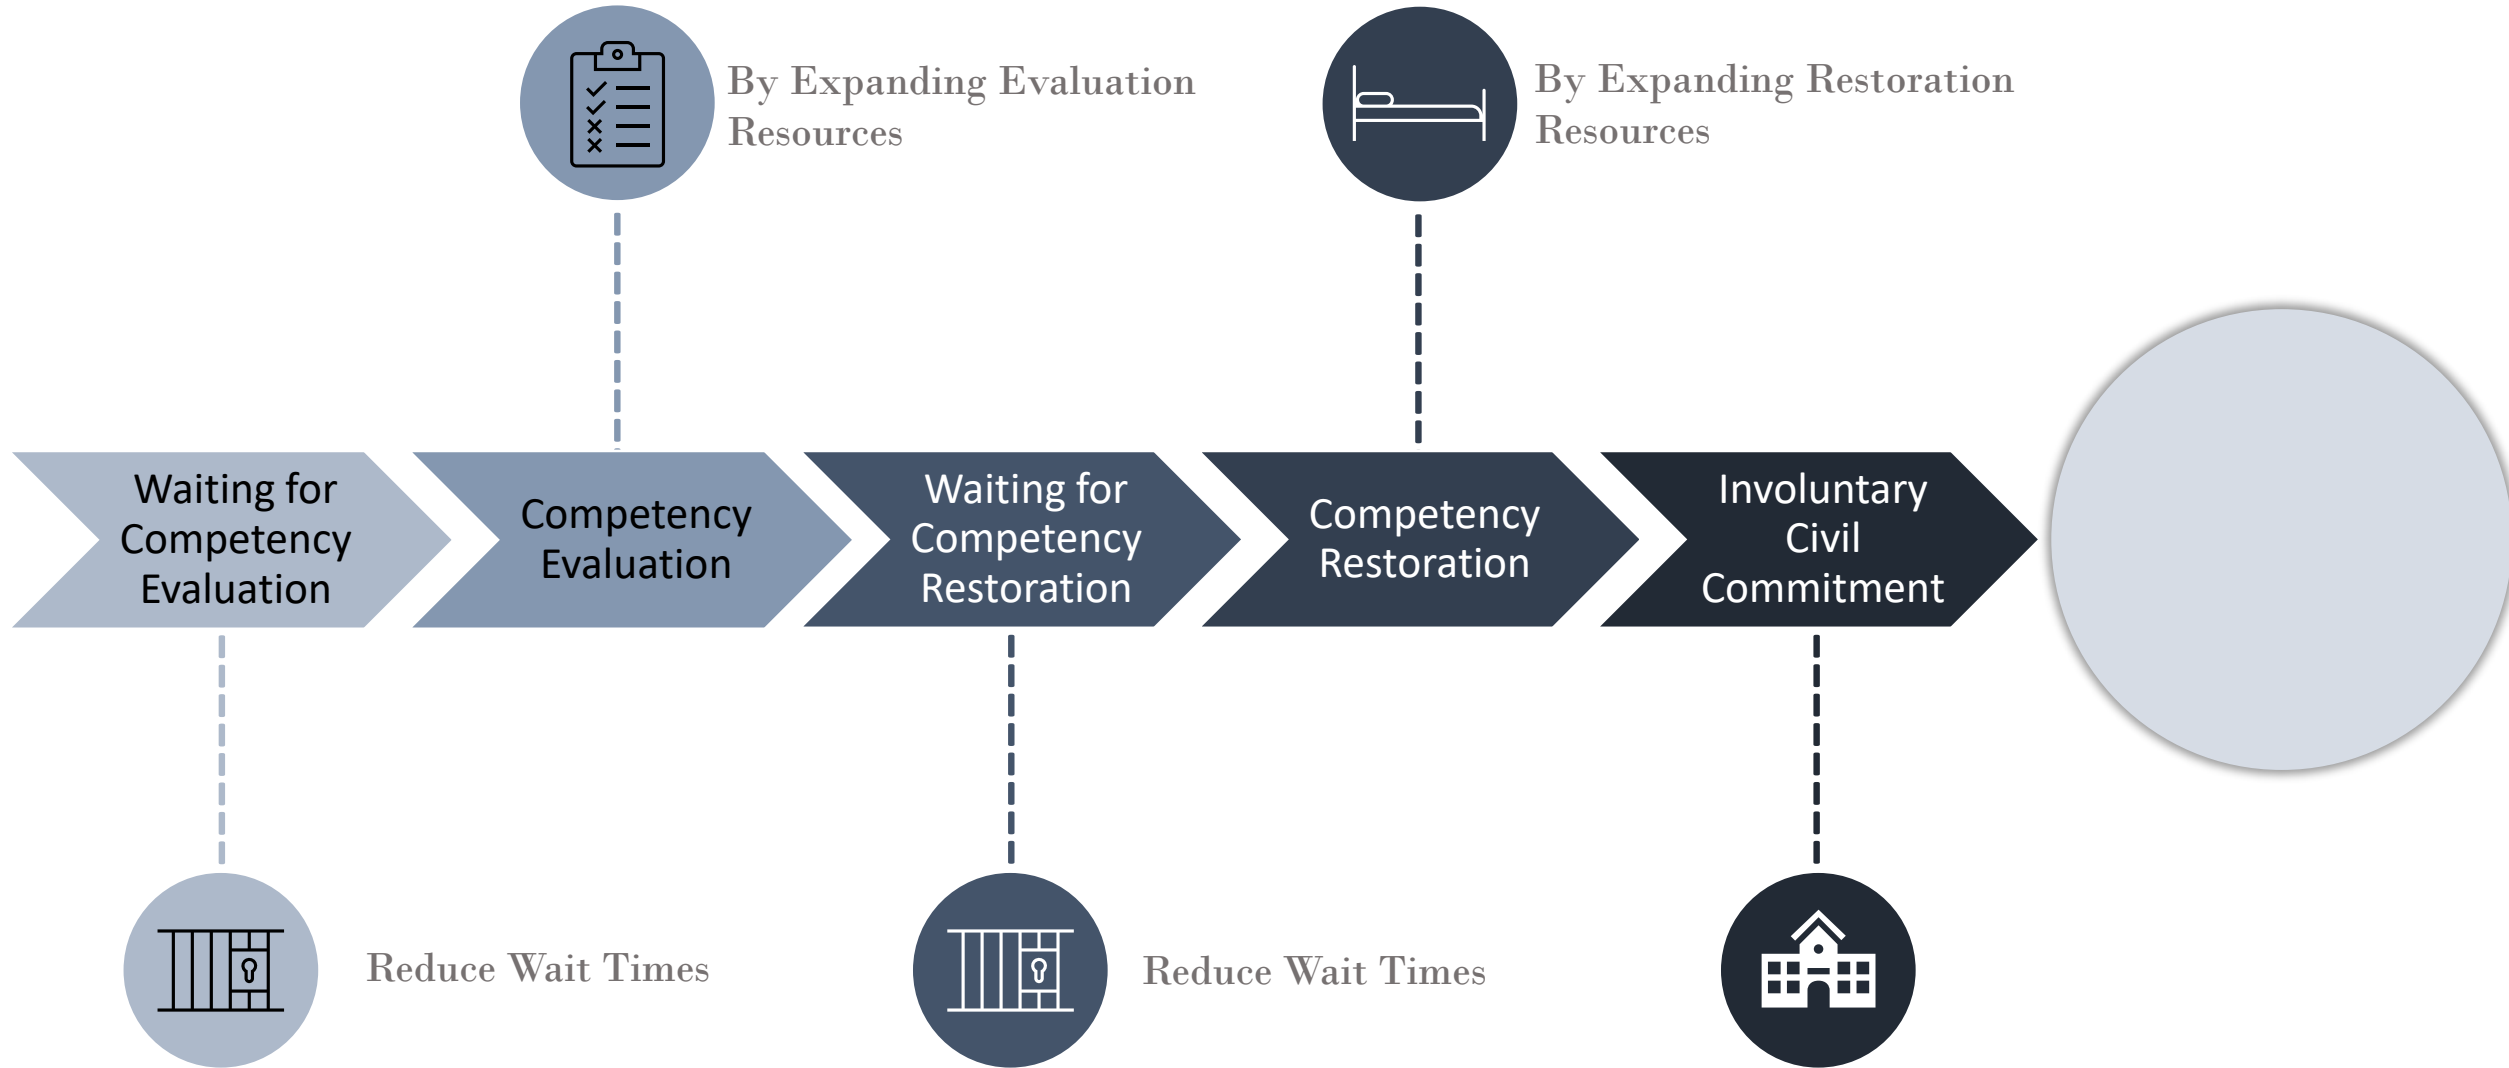 By Expanding Evaluation
Resources
By Expanding Restoration
Resources
Waiting for
Competency
Evaluation
Competency
Evaluation
Waiting for
Competency
Restoration
Competency
Restoration
Involuntary
Civil
Commitment
Reduce Wait Times
Reduce Wait Times